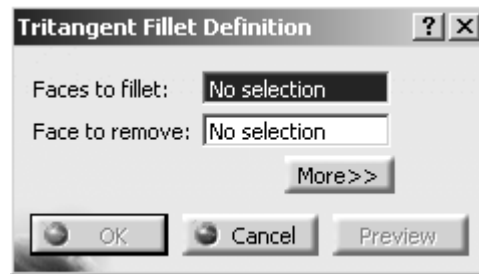 Tritangent Fillet Definition ? X
Faces to fillet: No selection
Face to remove: No selection
More>>
OK Cancel Preview